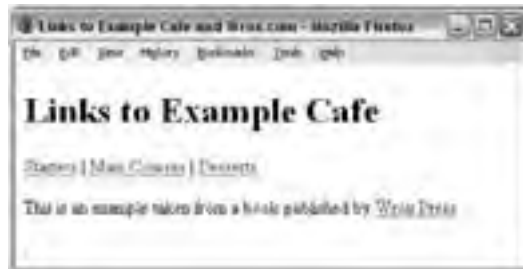 Links to Example Cafe and Wrox.com - Mozilla Firefox
File Edit View History Bookmarks Tools Help
Links to Example Cafe
Starters | Main Courses | Desserts
This is an example taken from a book published by Wrox Press